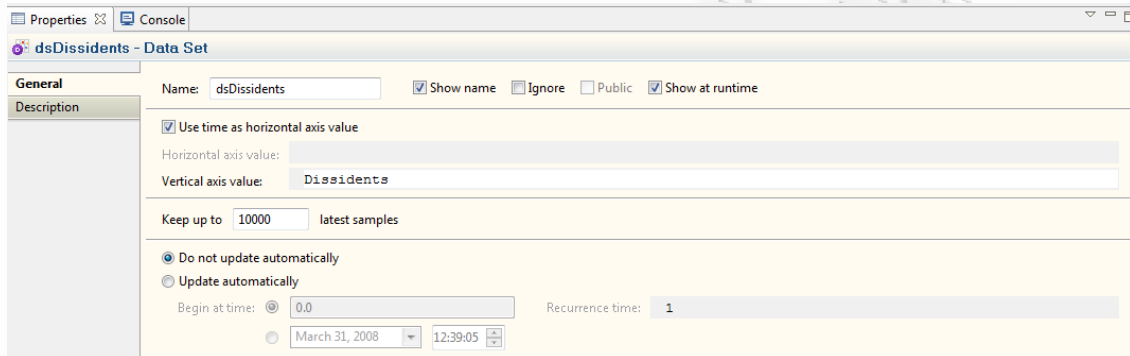 Properties Console
dsDissidents - Data Set
General
Description
Name: dsDissidents Show name Ignore Public Show at runtime
Use time as horizontal axis value
Horizontal axis value:
Vertical axis value: Dissidents
Keep up to 10000 latest samples
Do not update automatically
Update automatically
Begin at time: 0.0 Recurrence time: 1
March 31, 2008 12:39:05